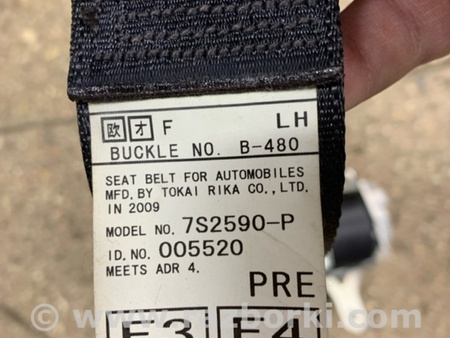 欧 オ F LH
BUCKLE NO. B-480
SEAT BELT FOR AUTOMOBILES
MFD. BY TOKAI RIKA CO., LTD.
IN 2009
MODEL NO. 7S2590-P
I D. NO. 005520
MEETS ADR 4.
PRE
E3 E4